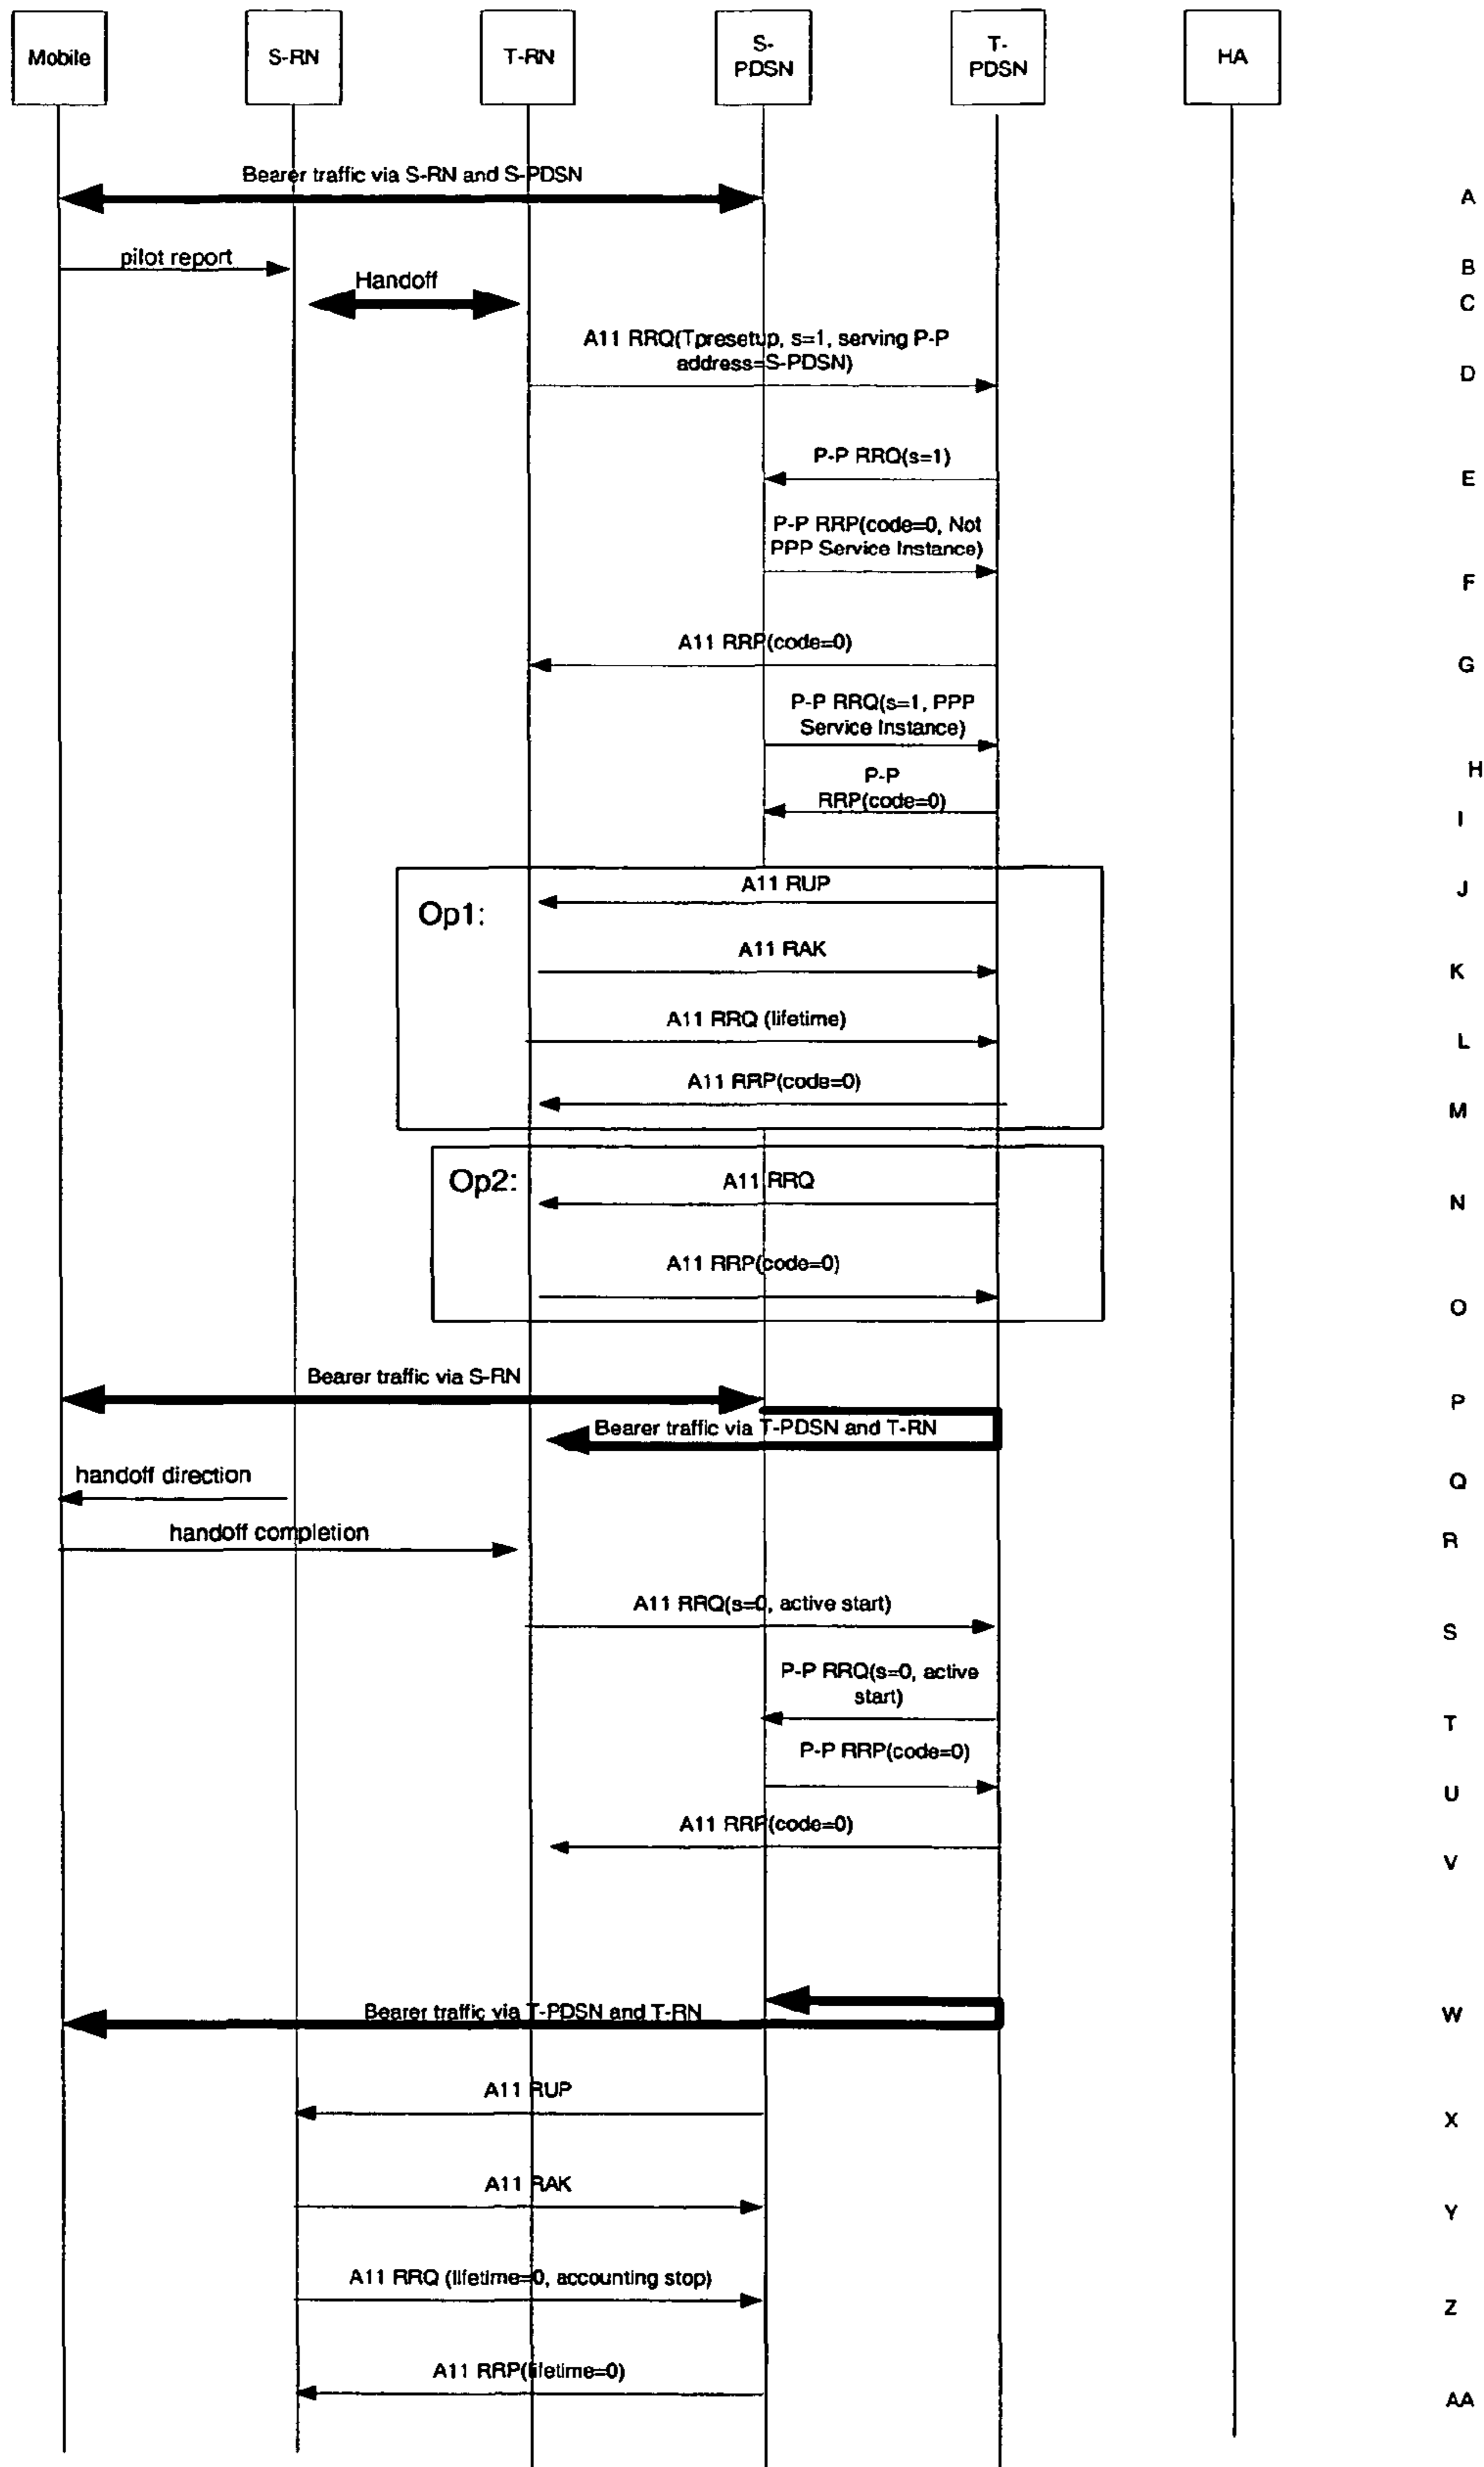 Mobile
S-RN
T-RN
S-
PDSN
T-
PDSN
HA
Bearer traffic via S-RN and S-PDSN
A
pilot report
B
Handoff
C
A11 RRQ(Tpresetup, s=1, serving P-P
address=S-PDSN)
D
P-P RRQ(s=1)
E
P-P RRP(code=0, Not
PPP Service Instance)
F
A11 RRP(code=0)
G
P-P RRQ(s=1, PPP
Service Instance)
H
P-P
RRP(code=0)
I
Op1:
A11 RUP
J
A11 RAK
K
A11 RRQ (lifetime)
L
A11 RRP(code=0)
M
Op2:
A11 RRQ
N
A11 RRP(code=0)
O
Bearer traffic via S-RN
P
Bearer traffic via T-PDSN and T-RN
handoff direction
Q
handoff completion
R
A11 RRQ(s=0, active start)
S
P-P RRQ(s=0, active
start)
T
P-P RRP(code=0)
U
A11 RRP(code=0)
V
Bearer traffic via T-PDSN and T-RN
W
A11 RUP
X
A11 RAK
Y
A11 RRQ (lifetime=0, accounting stop)
Z
A11 RRP(lifetime=0)
AA